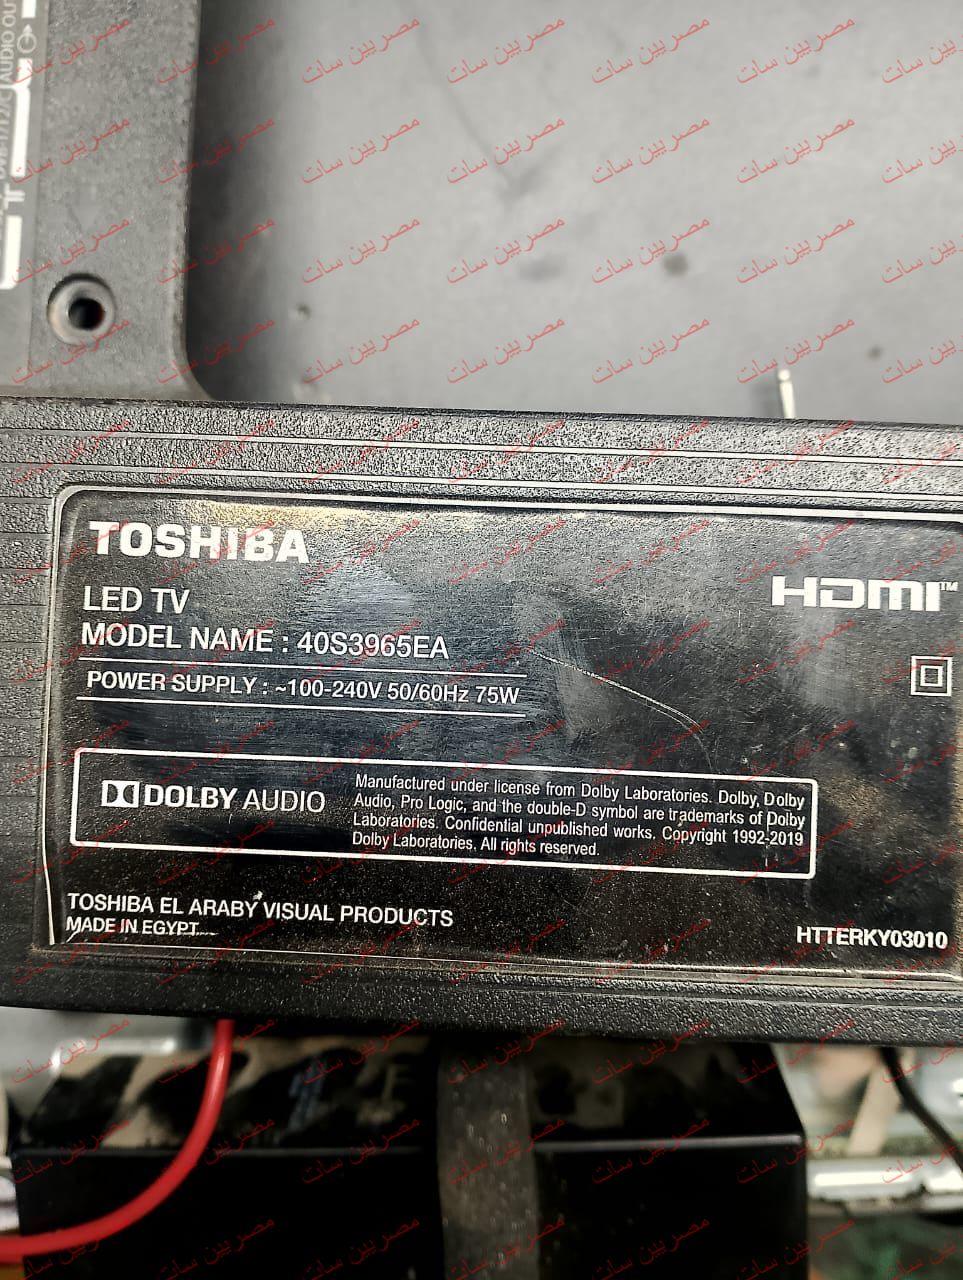 AUDIO OUT
TOSHIBA
HDMI™
LED TV
MODEL NAME : 40S3965EA
POWER SUPPLY : ~100-240V 50/60Hz 75W
DOLBY AUDIO
Manufactured under license from Dolby Laboratories. Dolby, Dolby
Audio, Pro Logic, and the double-D symbol are trademarks of Dolby
Laboratories. Confidential unpublished works. Copyright 1992-2019
Dolby Laboratories. All rights reserved.
TOSHIBA EL ARABY VISUAL PRODUCTS
MADE IN EGYPT
HTTERKY03010
مصريين سات